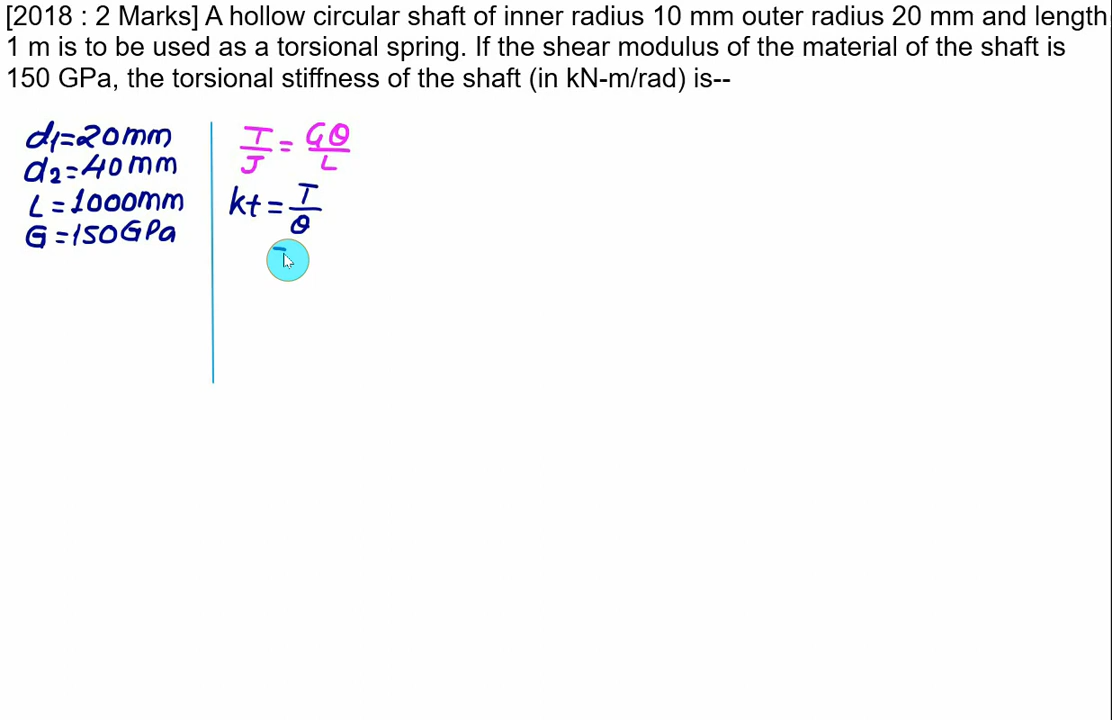 [2018 : 2 Marks] A hollow circular shaft of inner radius 10 mm outer radius 20 mm and length
1 m is to be used as a torsional spring. If the shear modulus of the material of the shaft is
150 GPa, the torsional stiffness of the shaft (in kN-m/rad) is--
d1=20mm
d2=40mm
L=1000mm
G=150GPa
T/J = Gθ/L
kt = T/θ
=